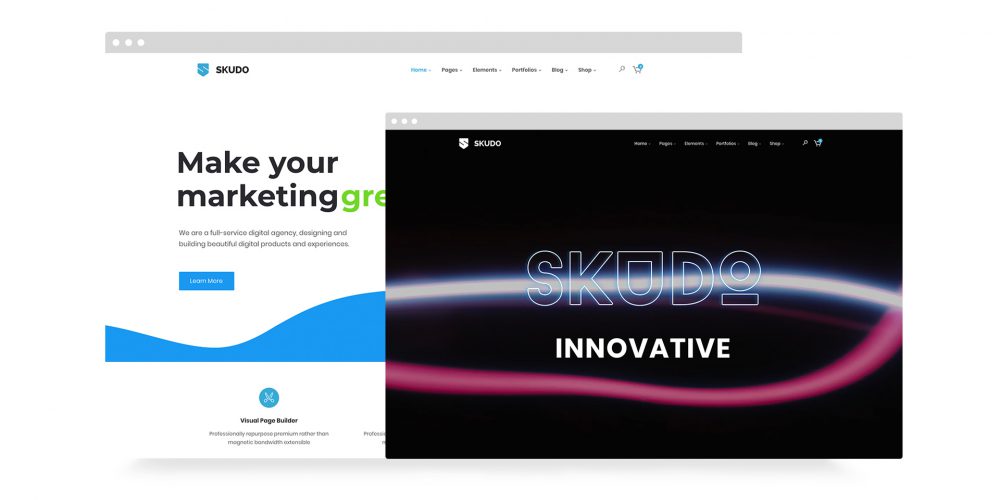 SKUDO
Home Pages Elements Portfolios Blog Shop
Make your
marketing gre
We are a full-service digital agency, designing and
building beautiful digital products and experiences.
Learn More
Visual Page Builder
Professionally repurpose premium rather than
magnetic bandwidth extensible
SKUDO
Home Pages Elements Portfolios Blog Shop
SKUDO
INNOVATIVE